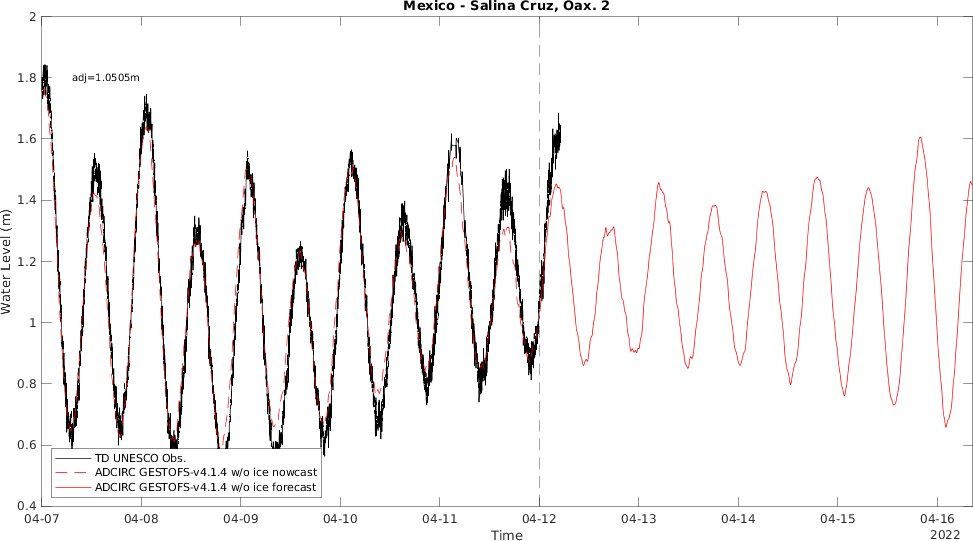 Mexico - Salina Cruz, Oax. 2
2
1.8
1.6
1.4
1.2
1
0.8
0.6
0.4
Water Level (m)
adj=1.0505m
TD UNESCO Obs.
ADCIRC GESTOFS-v4.1.4 w/o ice nowcast
ADCIRC GESTOFS-v4.1.4 w/o ice forecast
04-07 04-08 04-09 04-10 04-11 04-12 04-13 04-14 04-15 04-16
Time
2022